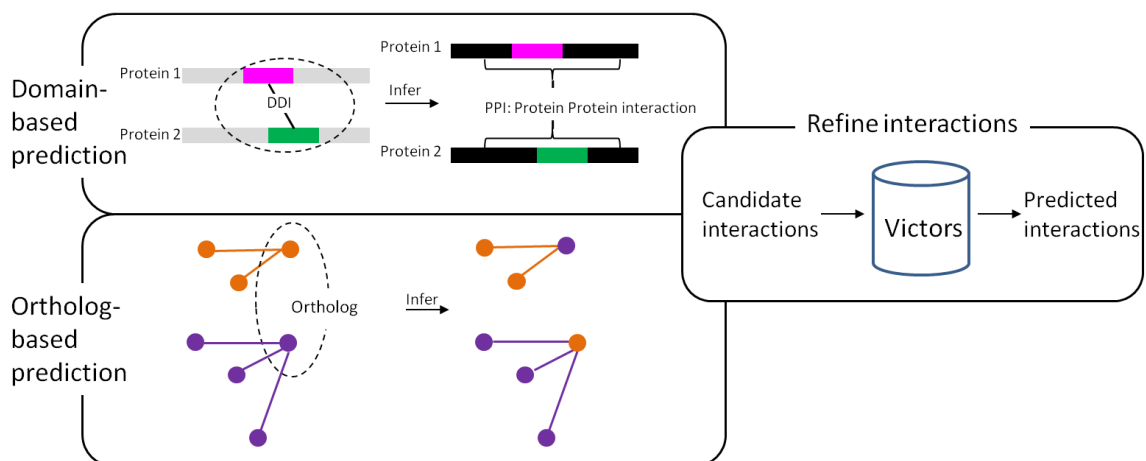 Domain-
based
prediction
Protein 1
DDI
Protein 2
Infer
Protein 1
PPI: Protein Protein interaction
Protein 2
Ortholog-
based
prediction
Ortholog
Infer
Refine interactions
Candidate
interactions
Victors
Predicted
interactions